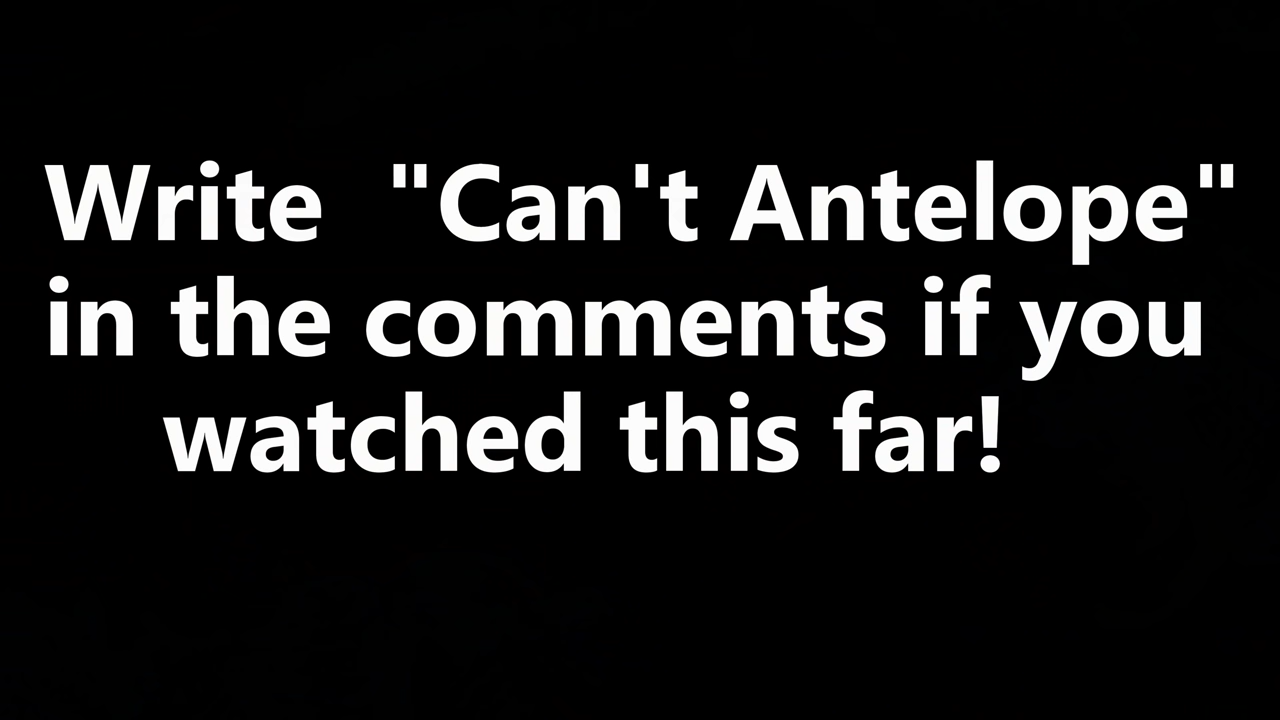 Write "Can't Antelope"
in the comments if you
watched this far!